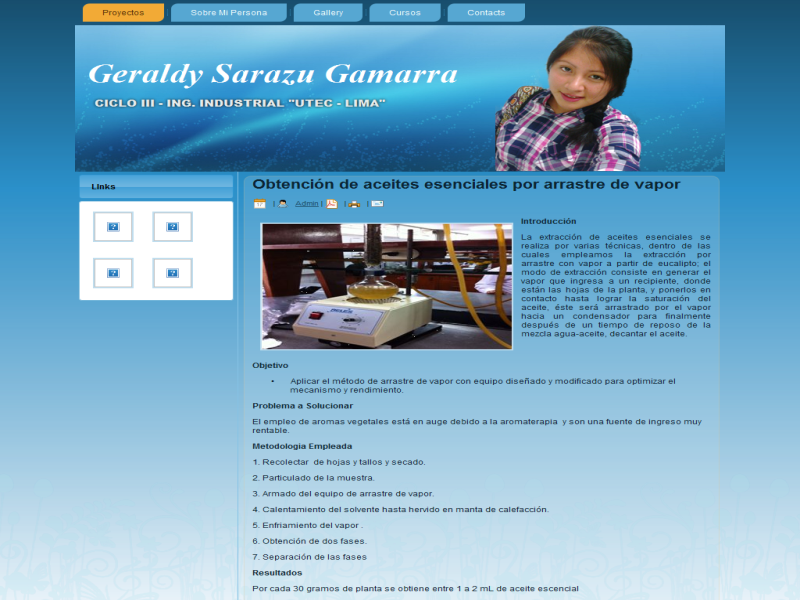 Proyectos
Sobre Mi Persona
Gallery
Cursos
Contacts
Geraldy Sarazu Gamarra
CICLO III - ING. INDUSTRIAL "UTEC - LIMA"
Links
Obtención de aceites esenciales por arrastre de vapor
| Admin | | |
Introducción
La extracción de aceites esenciales se
realiza por varias técnicas, dentro de las
cuales empleamos la extracción por
arrastre con vapor a partir de eucalipto; el
modo de extracción consiste en generar el
vapor que ingresa a un recipiente, donde
están las hojas de la planta, y ponerlos en
contacto hasta lograr la saturación del
aceite, éste será arrastrado por el vapor
hacia un condensador para finalmente
después de un tiempo de reposo de la
mezcla agua-aceite, decantar el aceite.
Objetivo
• Aplicar el método de arrastre de vapor con equipo diseñado y modificado para optimizar el
mecanismo y rendimiento.
Problema a Solucionar
El empleo de aromas vegetales está en auge debido a la aromaterapia y son una fuente de ingreso muy
rentable.
Metodologia Empleada
1. Recolectar de hojas y tallos y secado.
2. Particulado de la muestra.
3. Armado del equipo de arrastre de vapor.
4. Calentamiento del solvente hasta hervido en manta de calefacción.
5. Enfriamiento del vapor .
6. Obtención de dos fases.
7. Separación de las fases
Resultados
Por cada 30 gramos de planta se obtiene entre 1 a 2 mL de aceite escencial